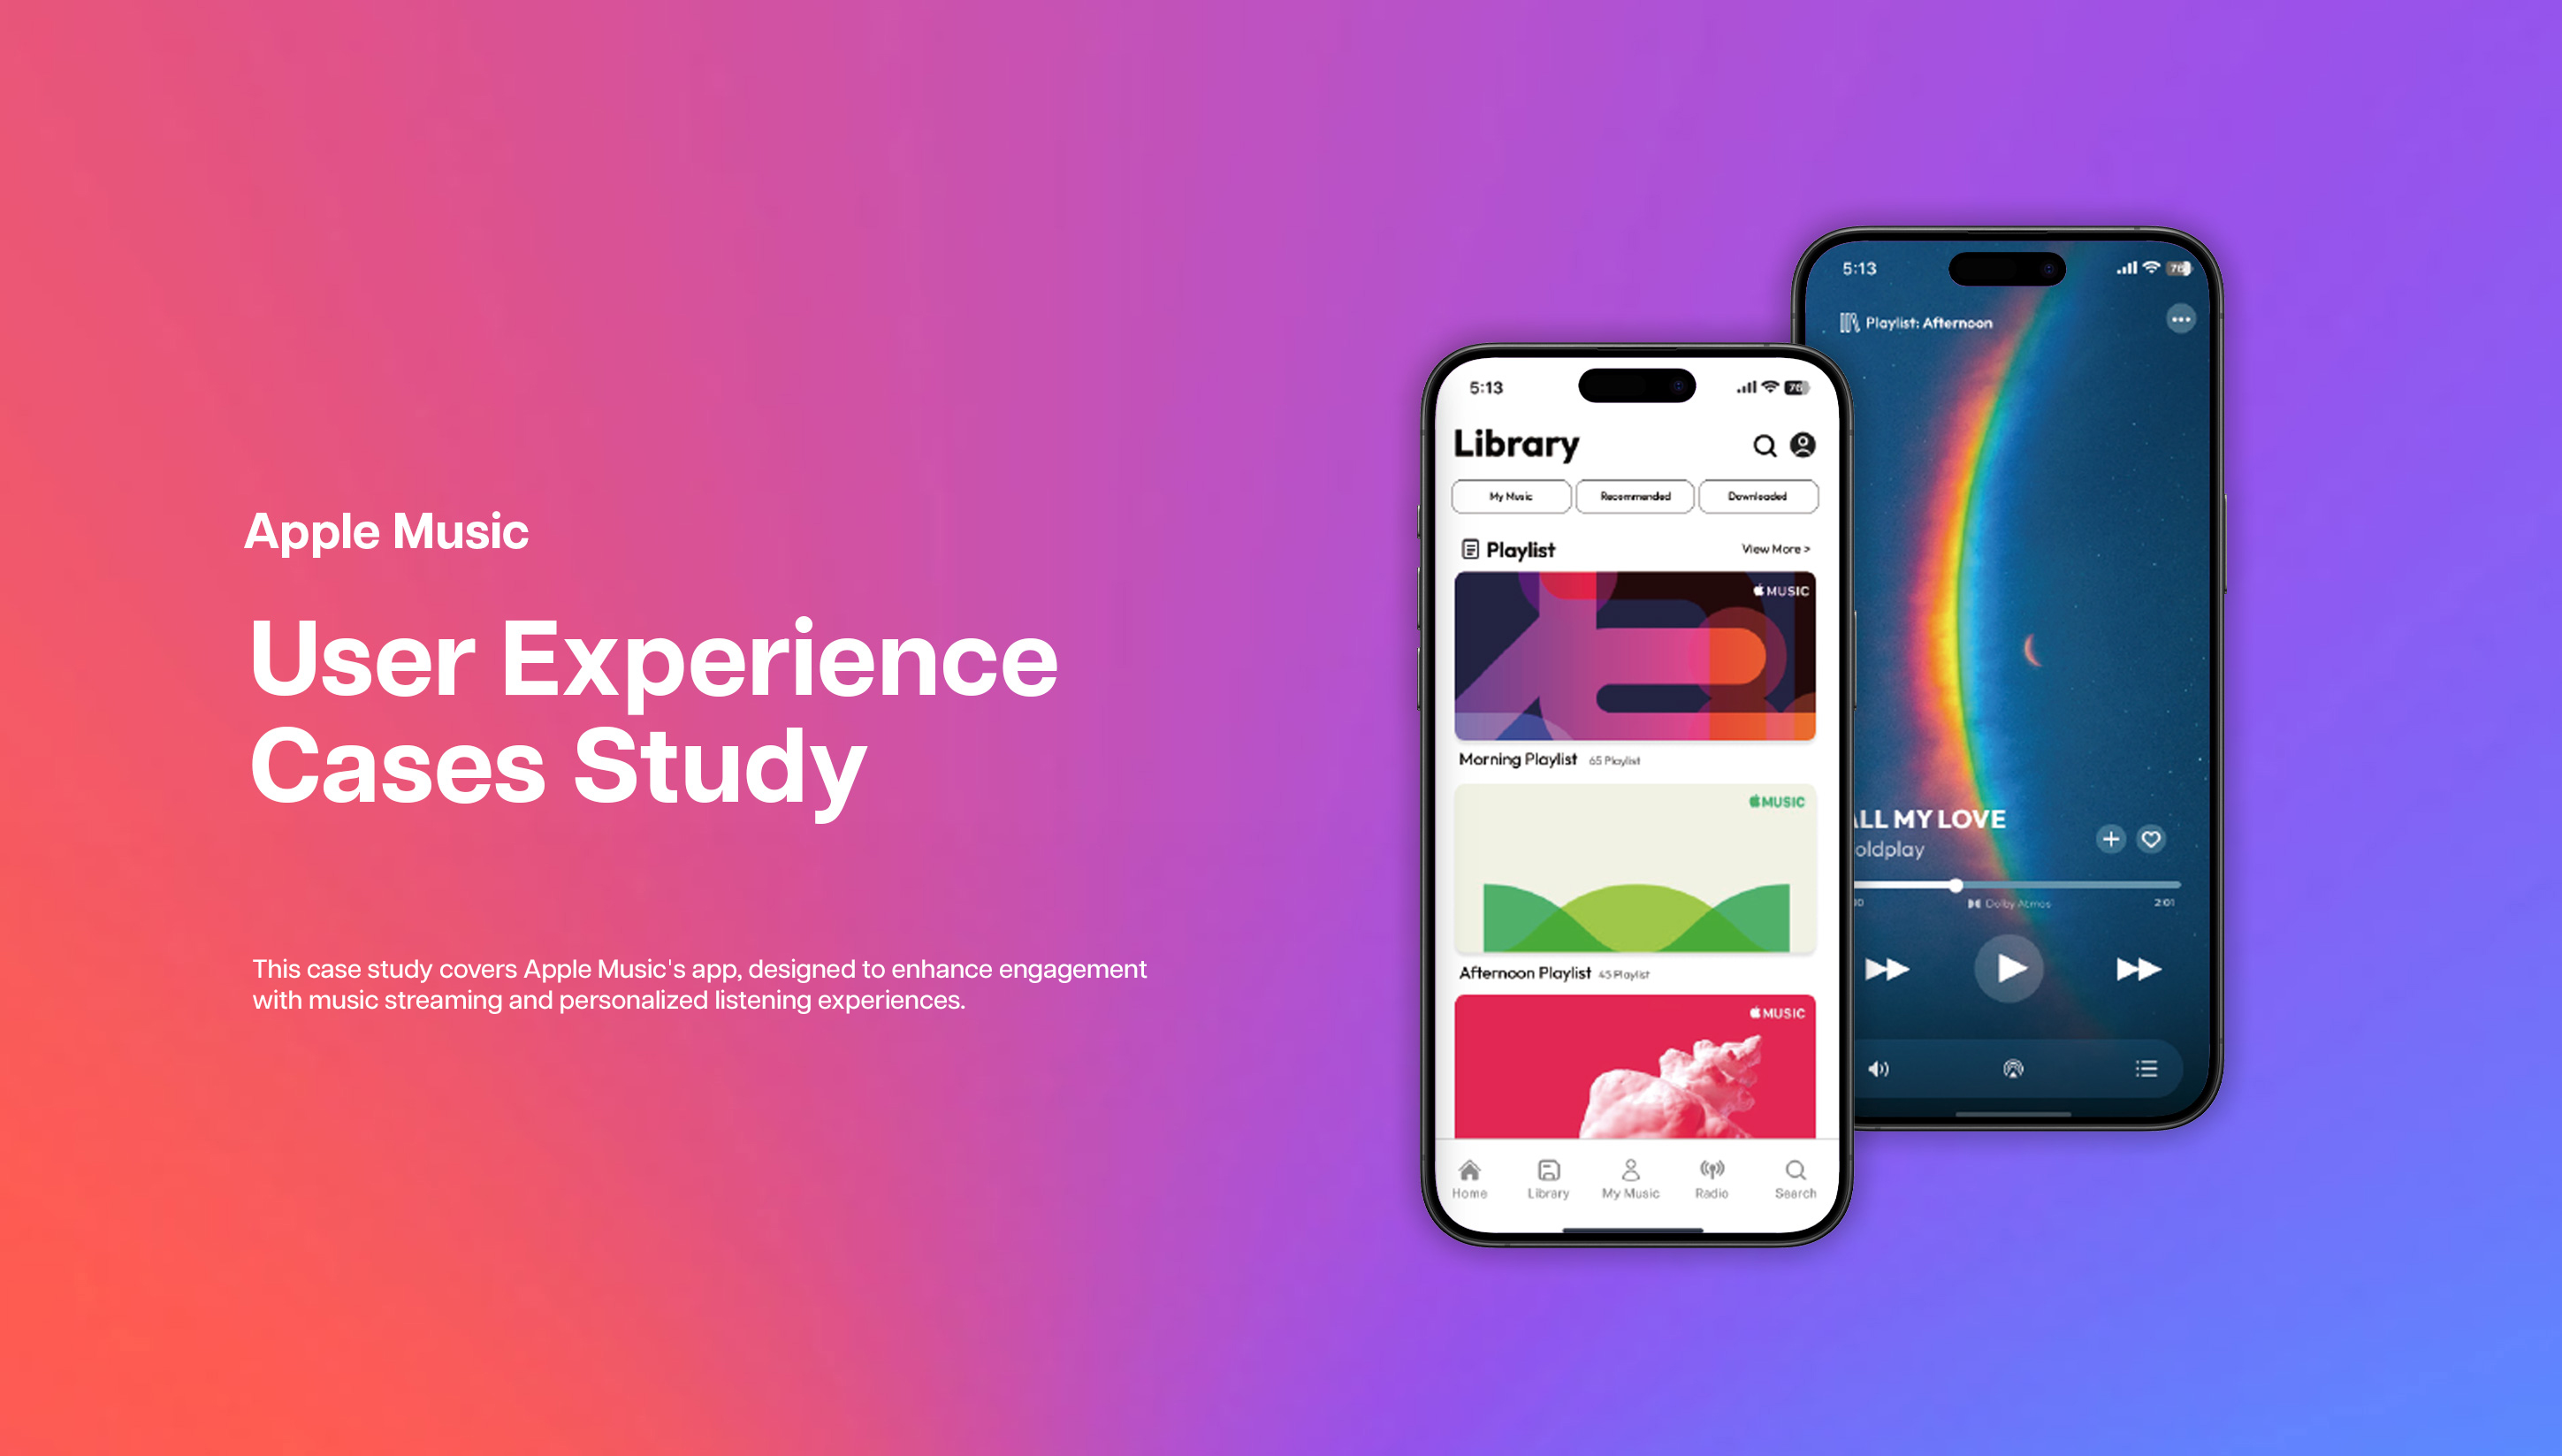 Apple Music
User Experience
Cases Study
This case study covers Apple Music's app, designed to enhance engagement
with music streaming and personalized listening experiences.
5:13
76
Library
My Music
Recommended
Downloaded
Playlist
View More >
MUSIC
Morning Playlist 65 Playlist
MUSIC
Afternoon Playlist 45 Playlist
MUSIC
Home
Library
My Music
Radio
Search
5:13
76
Playlist: Afternoon
ALL MY LOVE
oldplay
Dolby Atmos
2:01